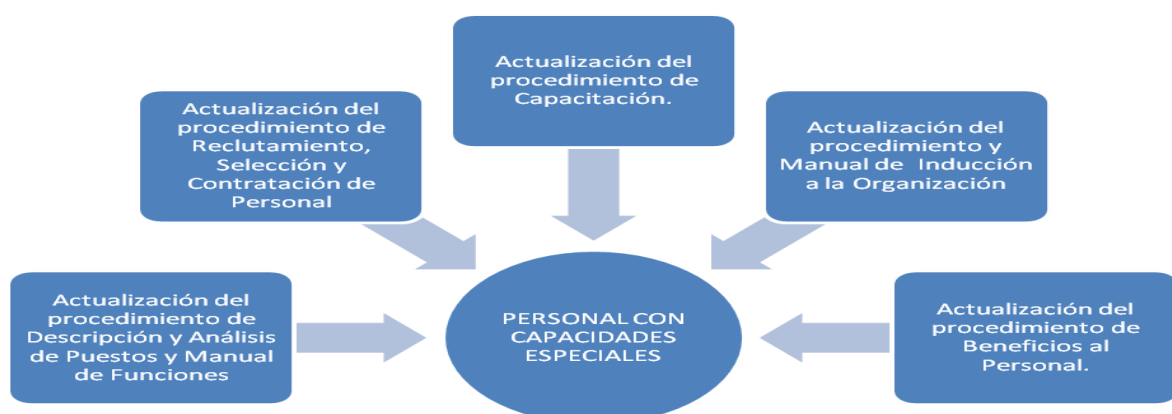 Actualización del
procedimiento de
Capacitación.
Actualización del
procedimiento de
Reclutamiento,
Selección y
Contratación de
Personal
Actualización del
procedimiento y
Manual de Inducción
a la Organización
Actualización del
procedimiento de
Descripción y Análisis
de Puestos y Manual
de Funciones
PERSONAL CON
CAPACIDADES
ESPECIALES
Actualización del
procedimiento de
Beneficios al
Personal.